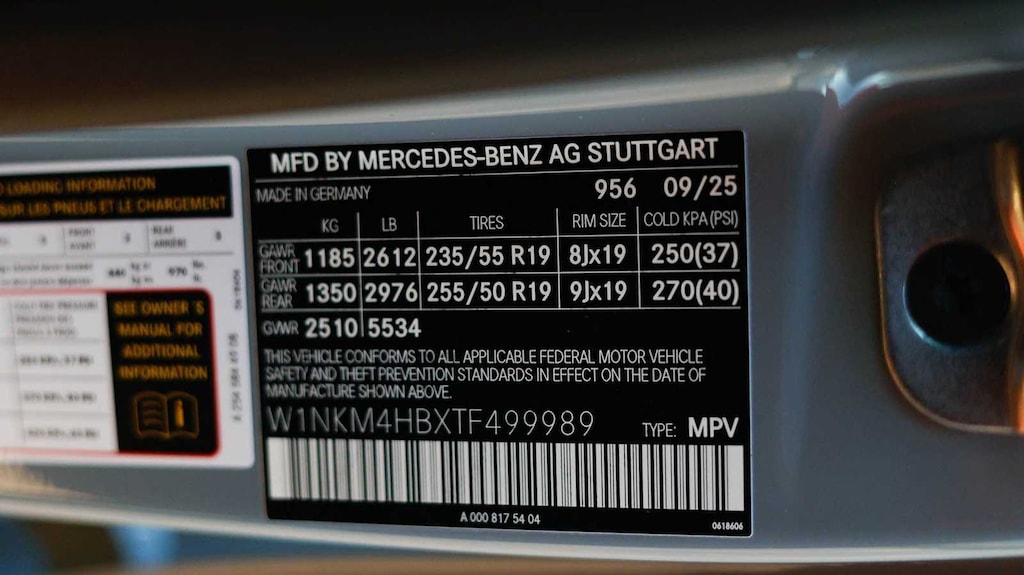 LOADING INFORMATION
SUR LES PNEUS ET LE CHARGEMENT
SEE OWNER'S
MANUAL FOR
ADDITIONAL
INFORMATION
MFD BY MERCEDES-BENZ AG STUTTGART
MADE IN GERMANY 956 09/25
KG LB TIRES RIM SIZE COLD KPA(PSI)
GAWR FRONT 1185 2612 235/55 R19 8Jx19 250(37)
GAWR REAR 1350 2976 255/50 R19 9Jx19 270(40)
GVWR 2510 5534
THIS VEHICLE CONFORMS TO ALL APPLICABLE FEDERAL MOTOR VEHICLE
SAFETY AND THEFT PREVENTION STANDARDS IN EFFECT ON THE DATE OF
MANUFACTURE SHOWN ABOVE.
W1NKM4HBXTF499989 TYPE: MPV
A 000 817 54 04
0618606